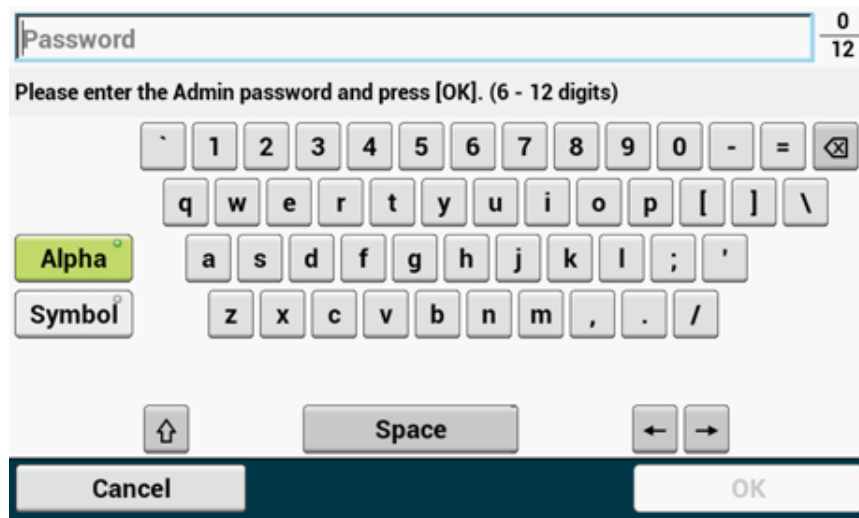 Password
0
12
Please enter the Admin password and press [OK]. (6 - 12 digits)
` 1 2 3 4 5 6 7 8 9 0 - =
q w e r t y u i o p [ ] \
Alpha a s d f g h j k l ; '
Symbol z x c v b n m , . /
Space ← →
Cancel OK